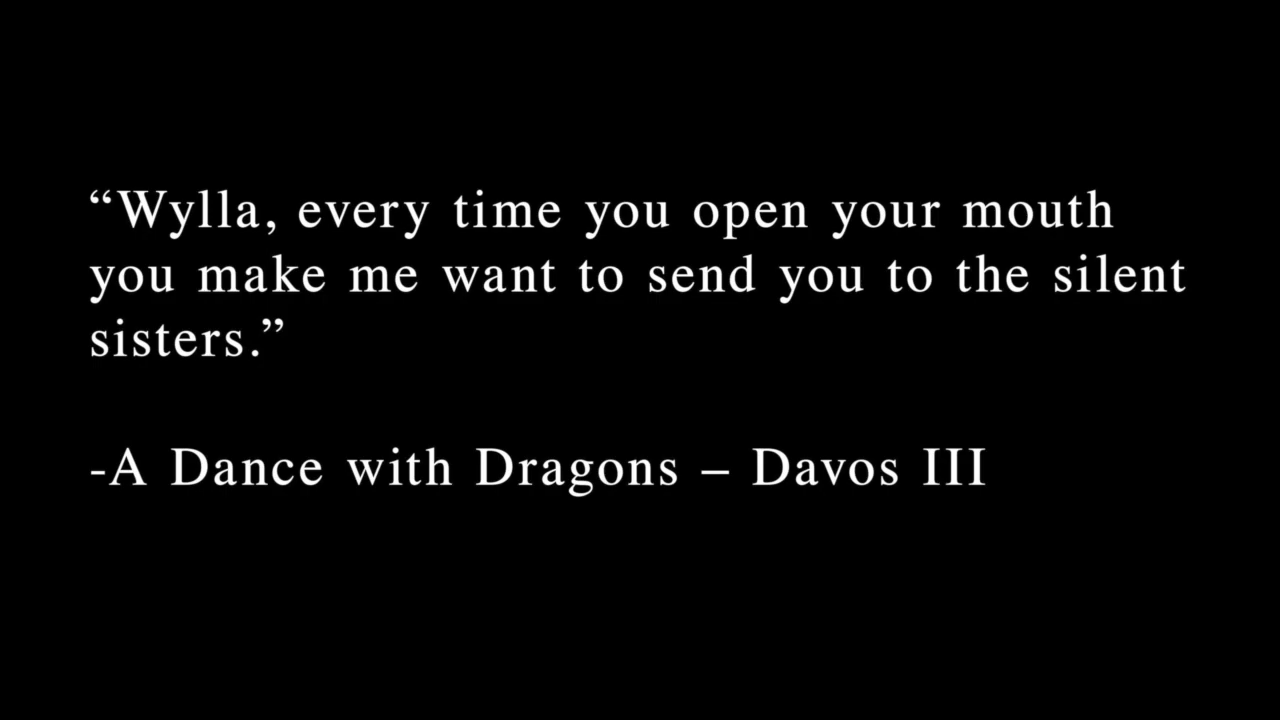 “Wylla, every time you open your mouth
you make me want to send you to the silent
sisters.”
-A Dance with Dragons – Davos III